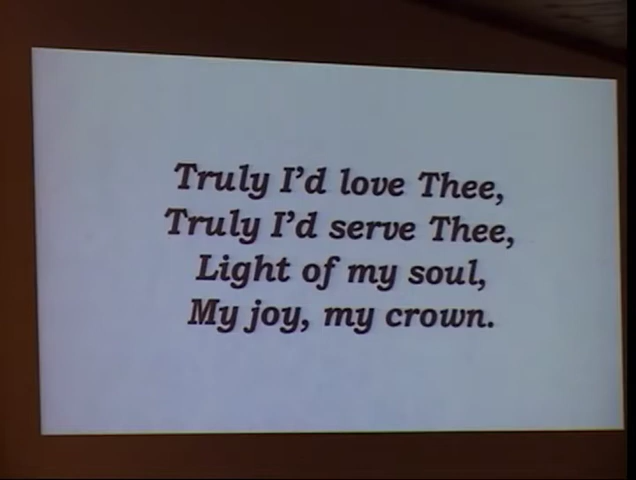 Truly I'd love Thee,
Truly I'd serve Thee,
Light of my soul,
My joy, my crown.